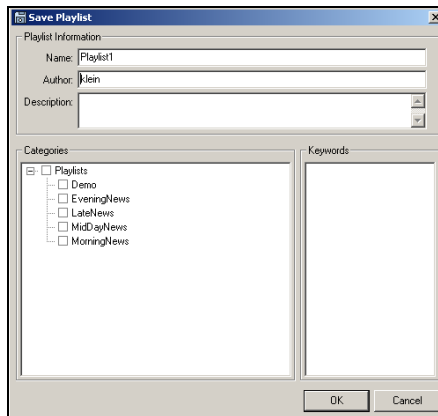 Save Playlist
Playlist Information
Name: Playlist1
Author: klein
Description:
Categories
Keywords
Playlists
Demo
EveningNews
LateNews
MidDayNews
MorningNews
OK Cancel